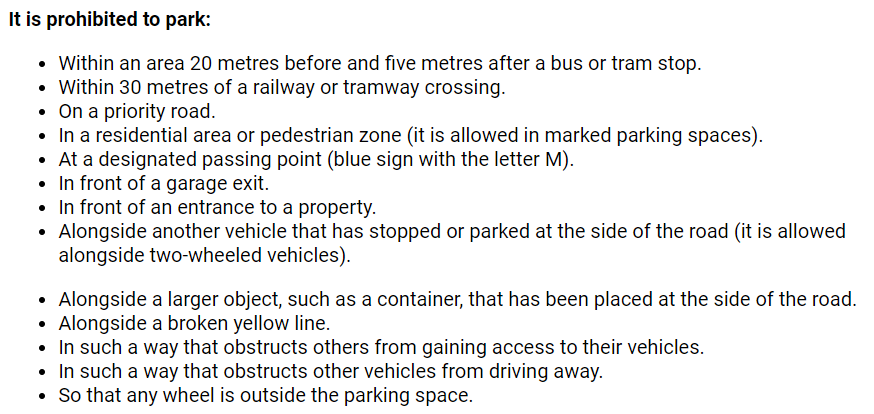 It is prohibited to park:
• Within an area 20 metres before and five metres after a bus or tram stop.
• Within 30 metres of a railway or tramway crossing.
• On a priority road.
• In a residential area or pedestrian zone (it is allowed in marked parking spaces).
• At a designated passing point (blue sign with the letter M).
• In front of a garage exit.
• In front of an entrance to a property.
• Alongside another vehicle that has stopped or parked at the side of the road (it is allowed
alongside two-wheeled vehicles).
• Alongside a larger object, such as a container, that has been placed at the side of the road.
• Alongside a broken yellow line.
• In such a way that obstructs others from gaining access to their vehicles.
• In such a way that obstructs other vehicles from driving away.
• So that any wheel is outside the parking space.